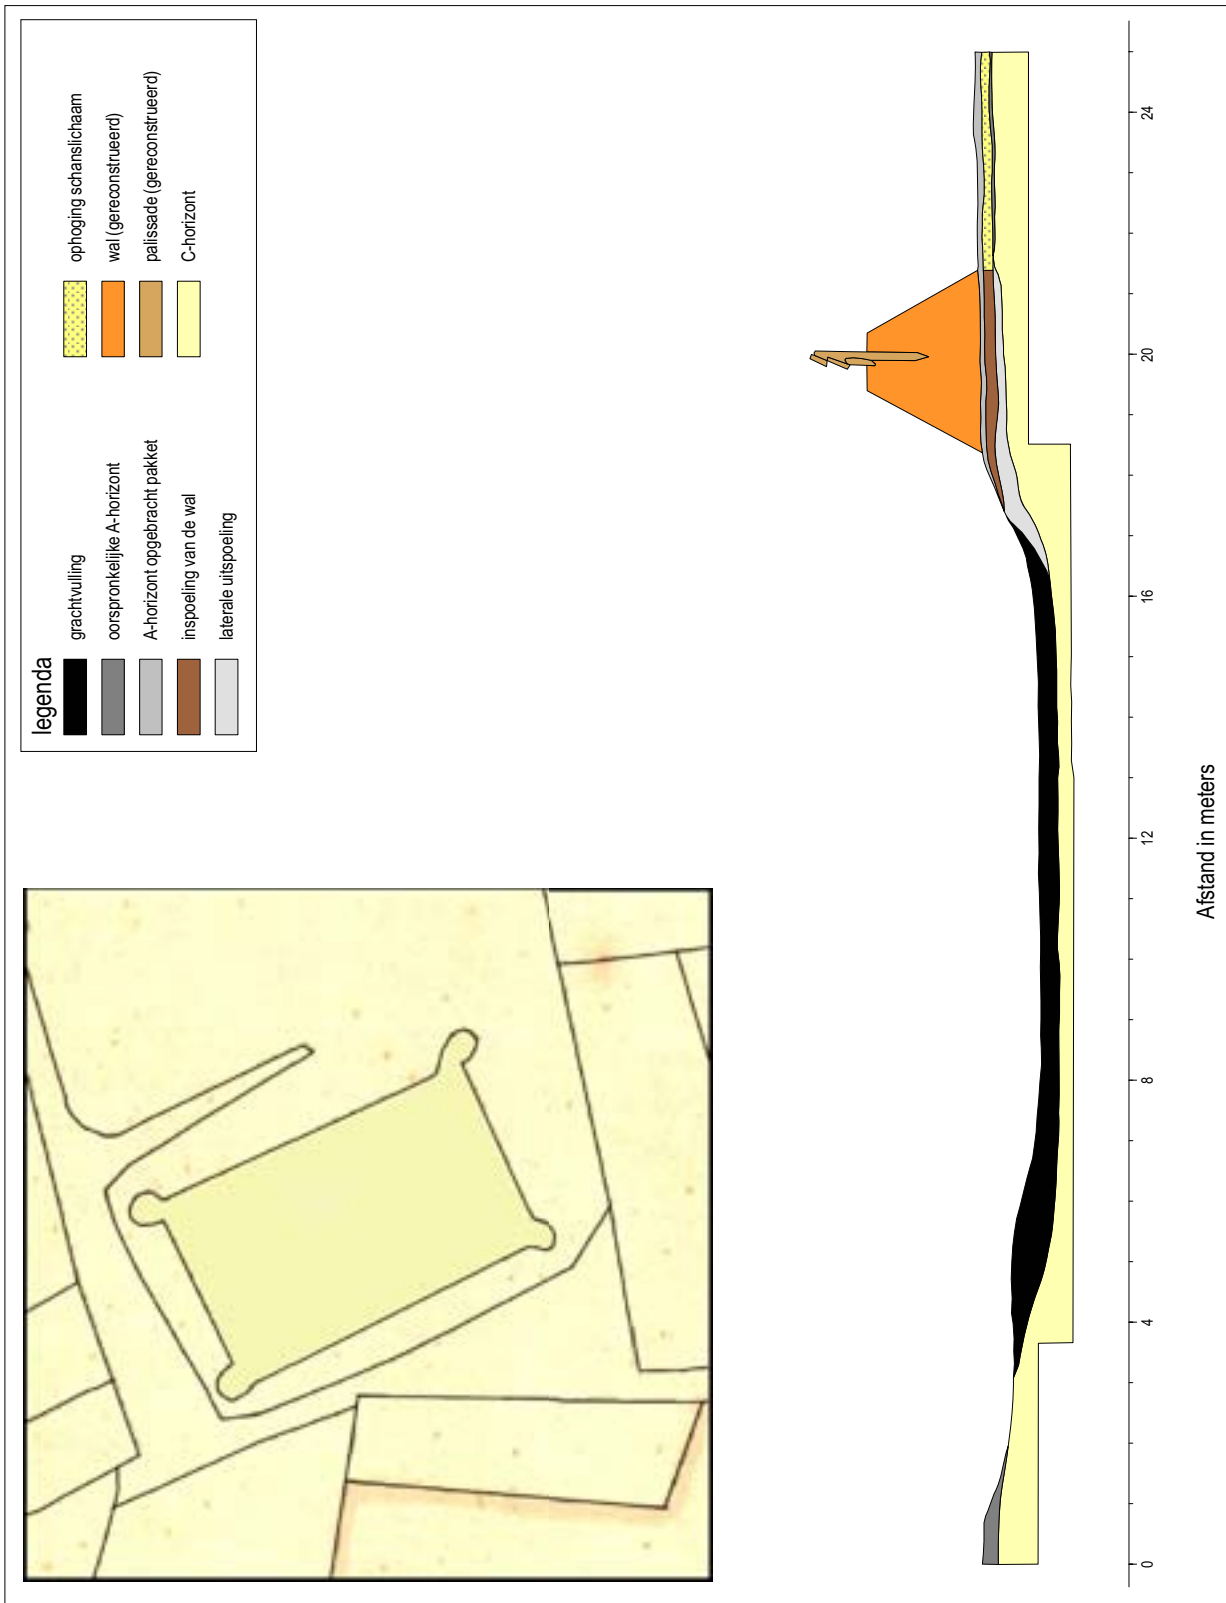 legenda
grachtvulling
oorspronkelijke A-horizont
A-horizont opgebracht pakket
inspoeling van de wal
laterale uitspoeling
ophoging schanslichaam
wal (gereconstrueerd)
palissade (gereconstrueerd)
C-horizont
0 4 8 12 16 20 24
Afstand in meters